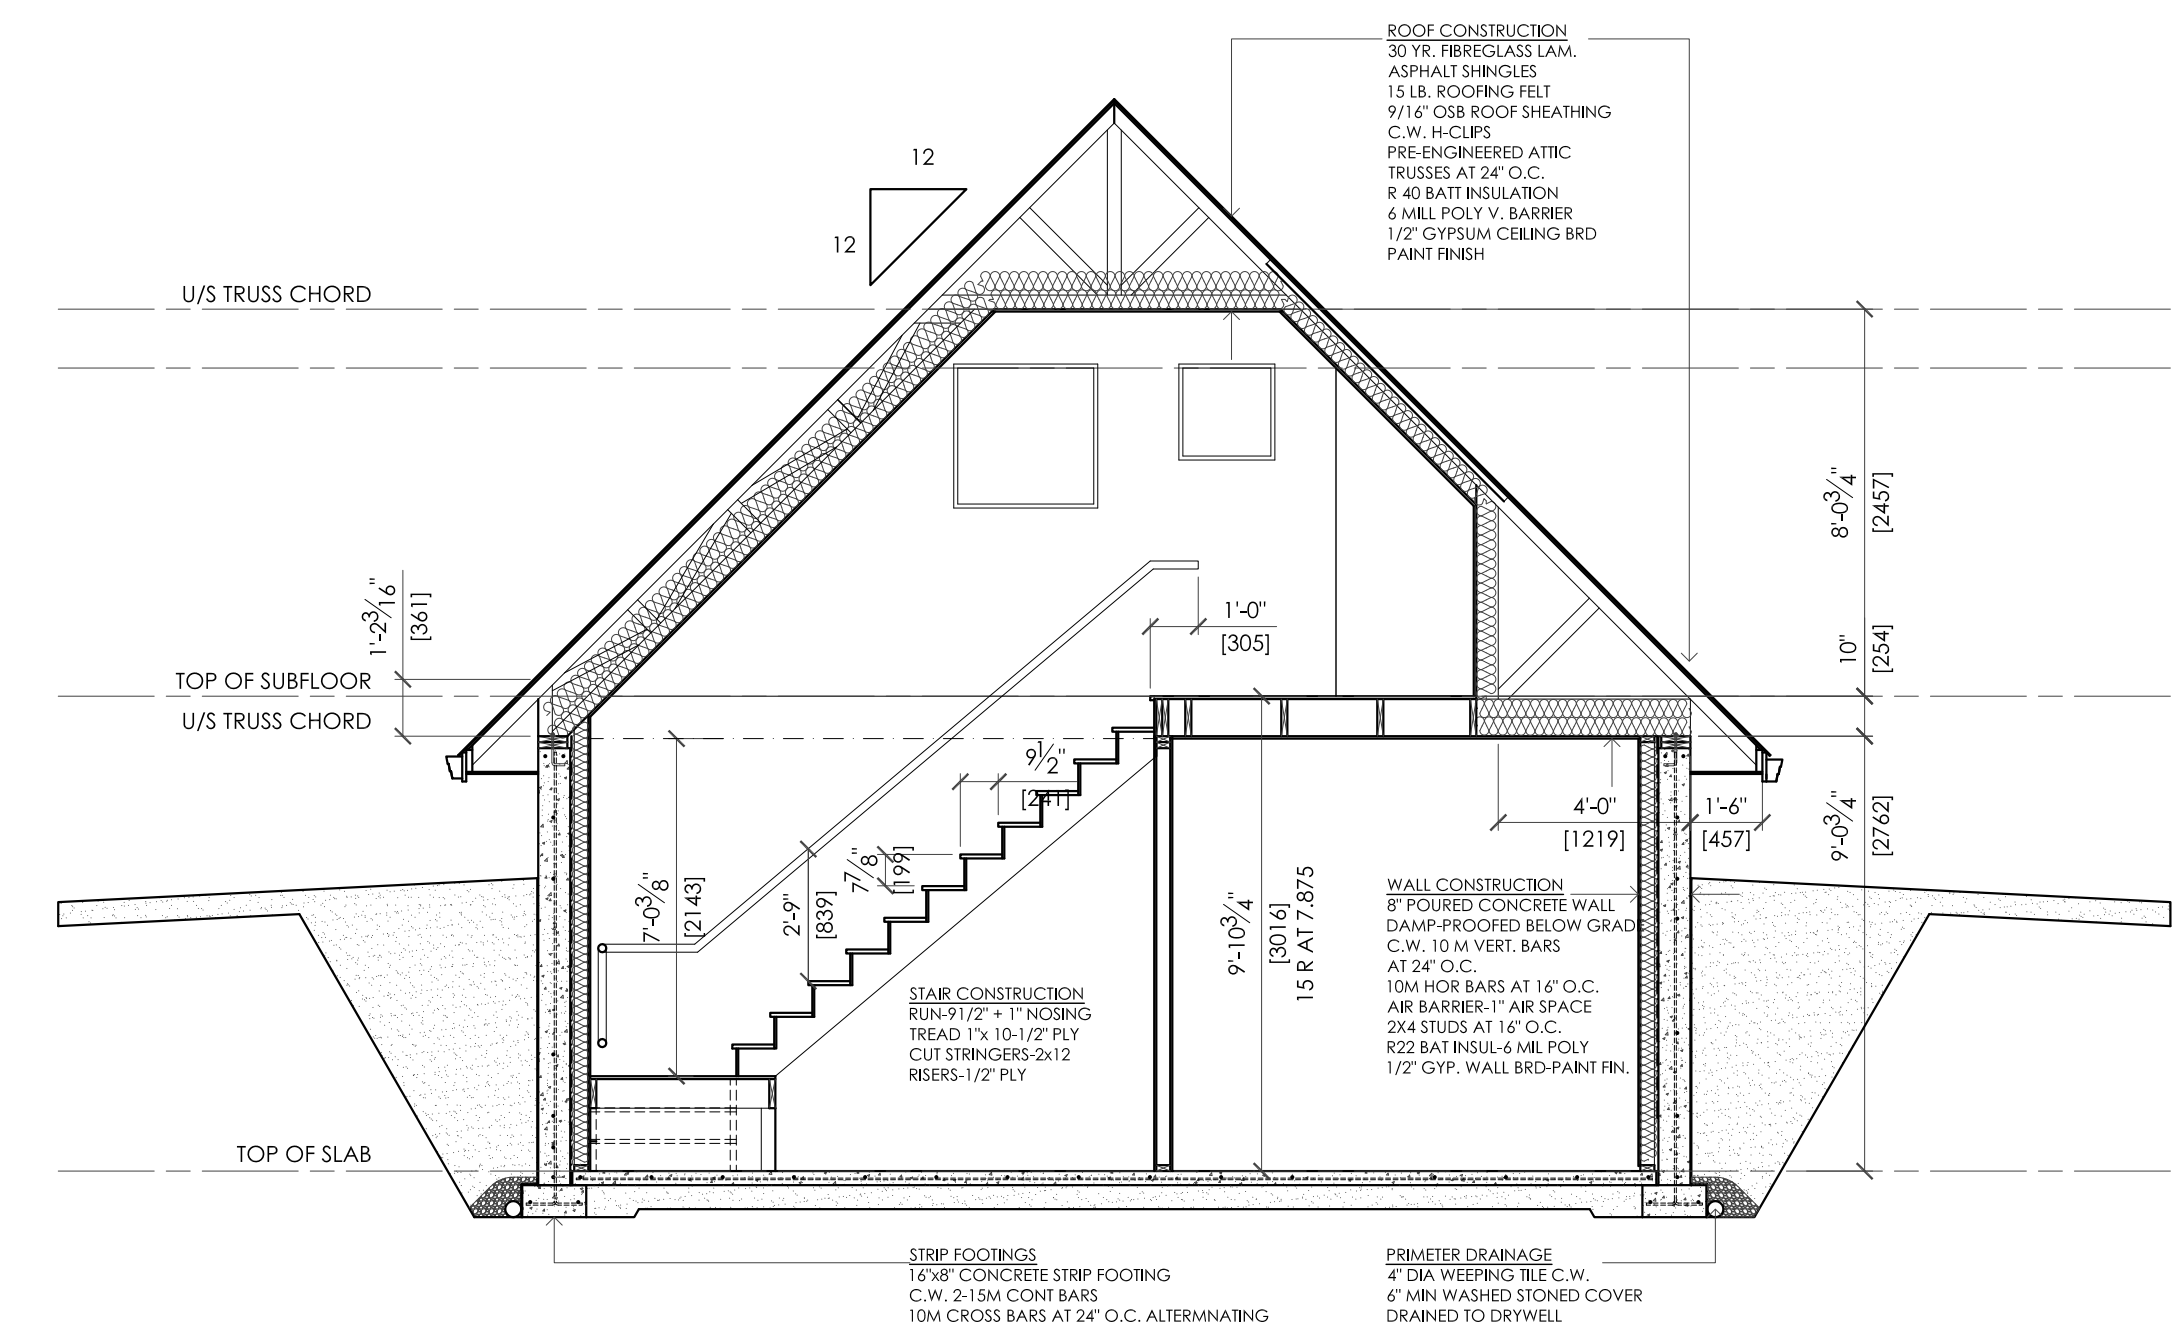 ROOF CONSTRUCTION
30 YR. FIBREGLASS LAM.
ASPHALT SHINGLES
15 LB. ROOFING FELT
9/16" OSB ROOF SHEATHING
C.W. H-CLIPS
PRE-ENGINEERED ATTIC
TRUSSES AT 24" O.C.
R 40 BATT INSULATION
6 MILL POLY V. BARRIER
1/2" GYPSUM CEILING BRD
PAINT FINISH
12
12
U/S TRUSS CHORD
8'-0 3/4"
[2457]
1'-2 3/16"
[361]
1'-0"
[305]
10"
[254]
TOP OF SUBFLOOR
U/S TRUSS CHORD
9 1/2"
[241]
4'-0"
[1219]
1'-6"
[457]
9'-0 3/4"
[2762]
7 7/8"
[199]
7'-0 3/8"
[2143]
2'-9"
[839]
9'-10 3/4"
[3016]
15 R AT 7.875
WALL CONSTRUCTION
8" POURED CONCRETE WALL
DAMP-PROOFED BELOW GRAD
C.W. 10 M VERT. BARS
AT 24" O.C.
10M HOR BARS AT 16" O.C.
AIR BARRIER-1" AIR SPACE
2X4 STUDS AT 16" O.C.
R22 BAT INSUL-6 MIL POLY
1/2" GYP. WALL BRD-PAINT FIN.
STAIR CONSTRUCTION
RUN-91/2" + 1" NOSING
TREAD 1"x 10-1/2" PLY
CUT STRINGERS-2x12
RISERS-1/2" PLY
TOP OF SLAB
STRIP FOOTINGS
16"x8" CONCRETE STRIP FOOTING
C.W. 2-15M CONT BARS
10M CROSS BARS AT 24" O.C. ALTERMNATING
PRIMETER DRAINAGE
4" DIA WEEPING TILE C.W.
6" MIN WASHED STONED COVER
DRAINED TO DRYWELL